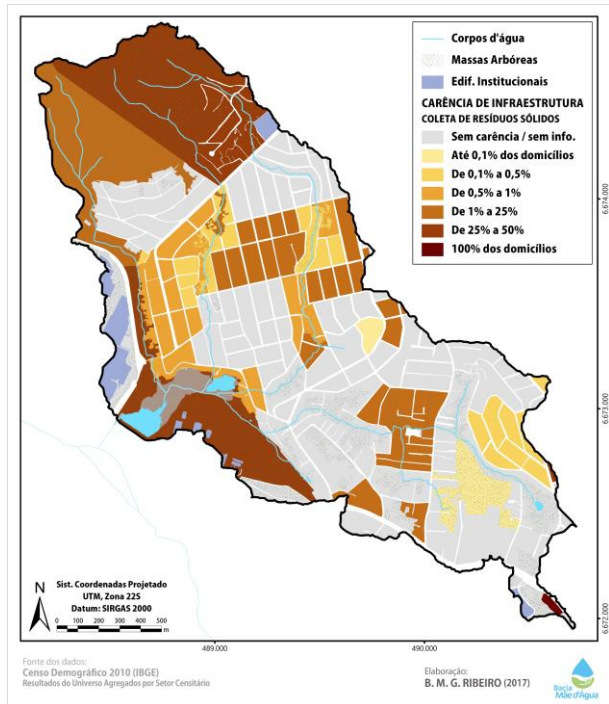 Corpos d'água
Massas Arbóreas
Edif. Institucionais
CARÊNCIA DE INFRAESTRUTURA
COLETA DE RESÍDUOS SÓLIDOS
Sem carência / sem info.
Até 0,1% dos domicílios
De 0,1% a 0,5%
De 0,5% a 1%
De 1% a 25%
De 25% a 50%
100% dos domicílios
6.674.000
6.673.000
6.672.000
N
Sist. Coordenadas Projetado
UTM, Zona 22S
Datum: SIRGAS 2000
0 50 100 200 300 400 500
m
489.000
490.000
Fonte dos dados:
Censo Demográfico 2010 (IBGE)
Resultados do Universo Agregados por Setor Censitário
Elaboração:
B. M. G. RIBEIRO (2017)
Bacia
Mãe d'Água